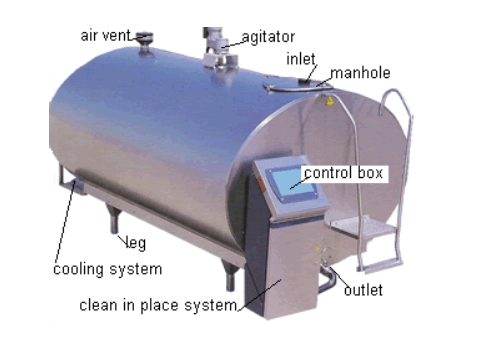 air vent
agitator
inlet
manhole
control box
leg
cooling system
clean in place system
outlet